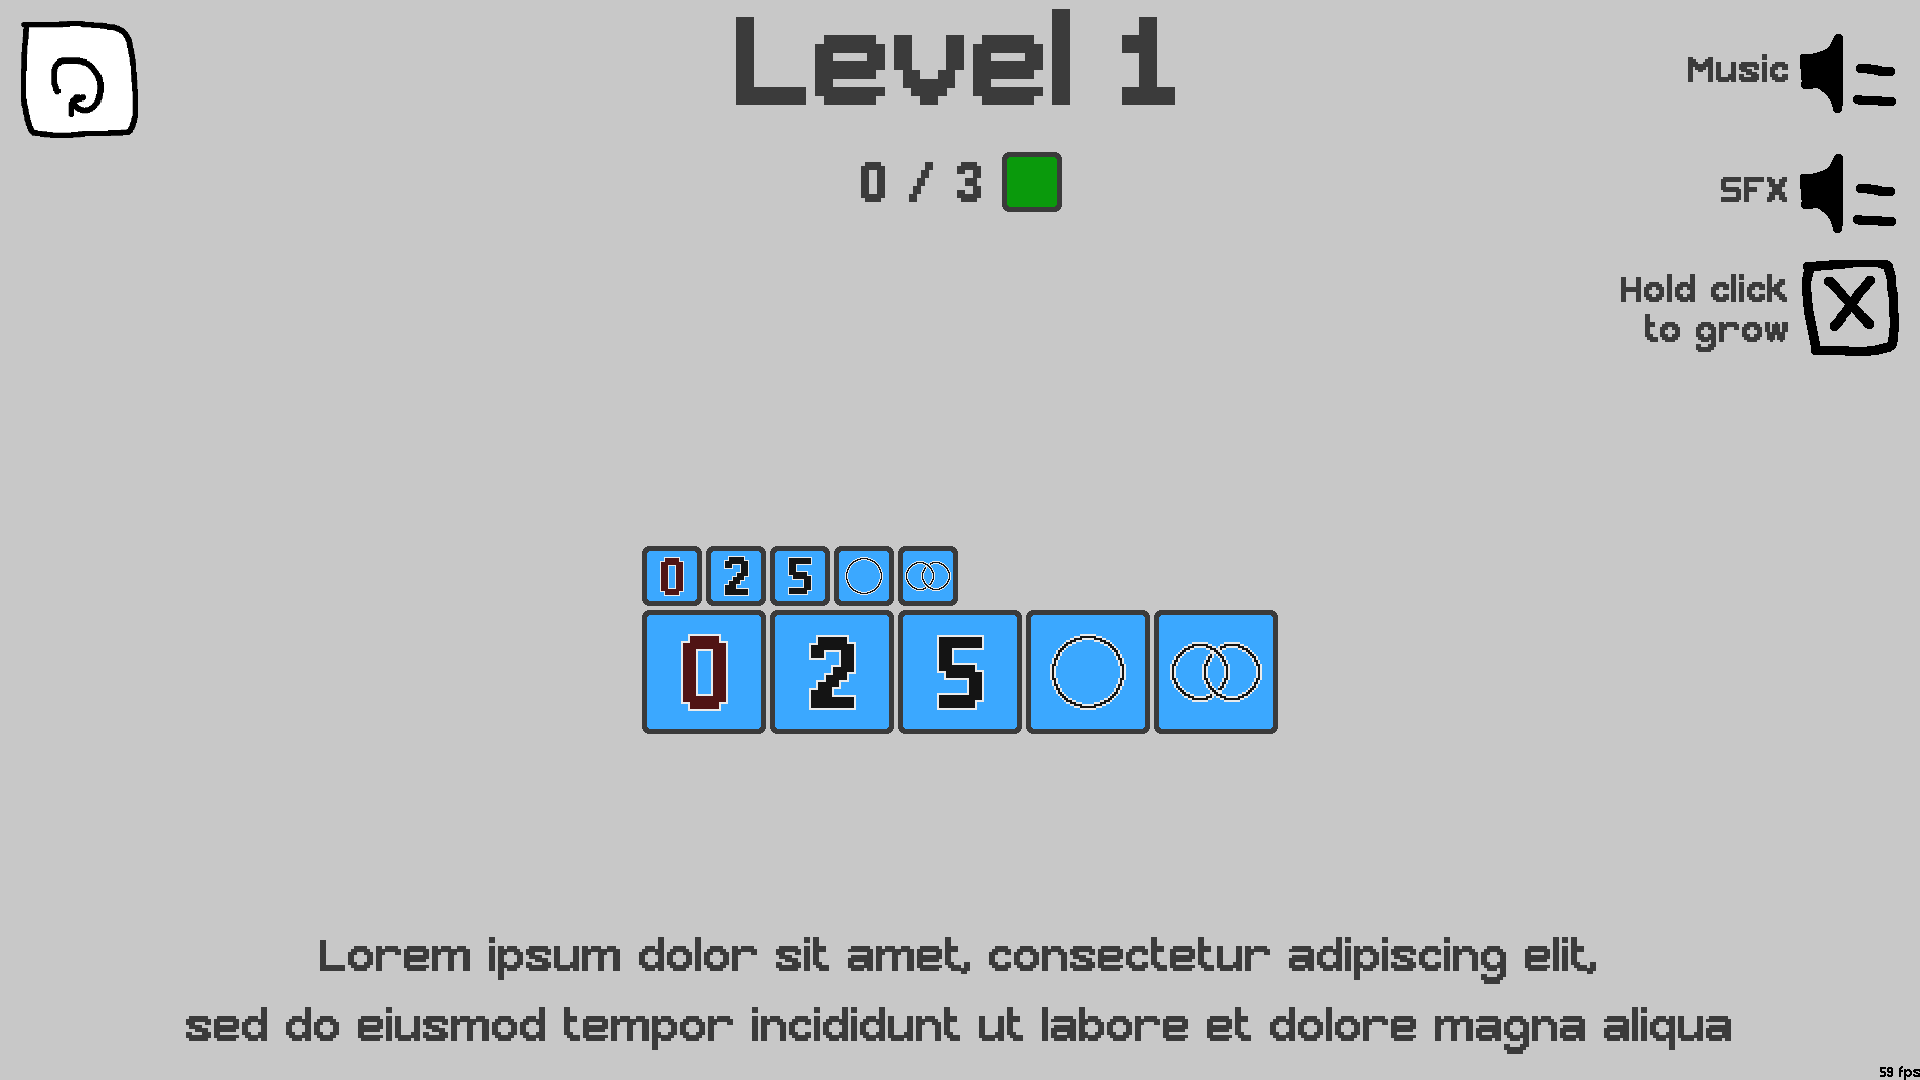 Level 1
Music
0 / 3
SFX
Hold click
to grow
0 2 5
0 2 5
Lorem ipsum dolor sit amet, consectetur adipiscing elit,
sed do eiusmod tempor incididunt ut labore et dolore magna aliqua
59 fps